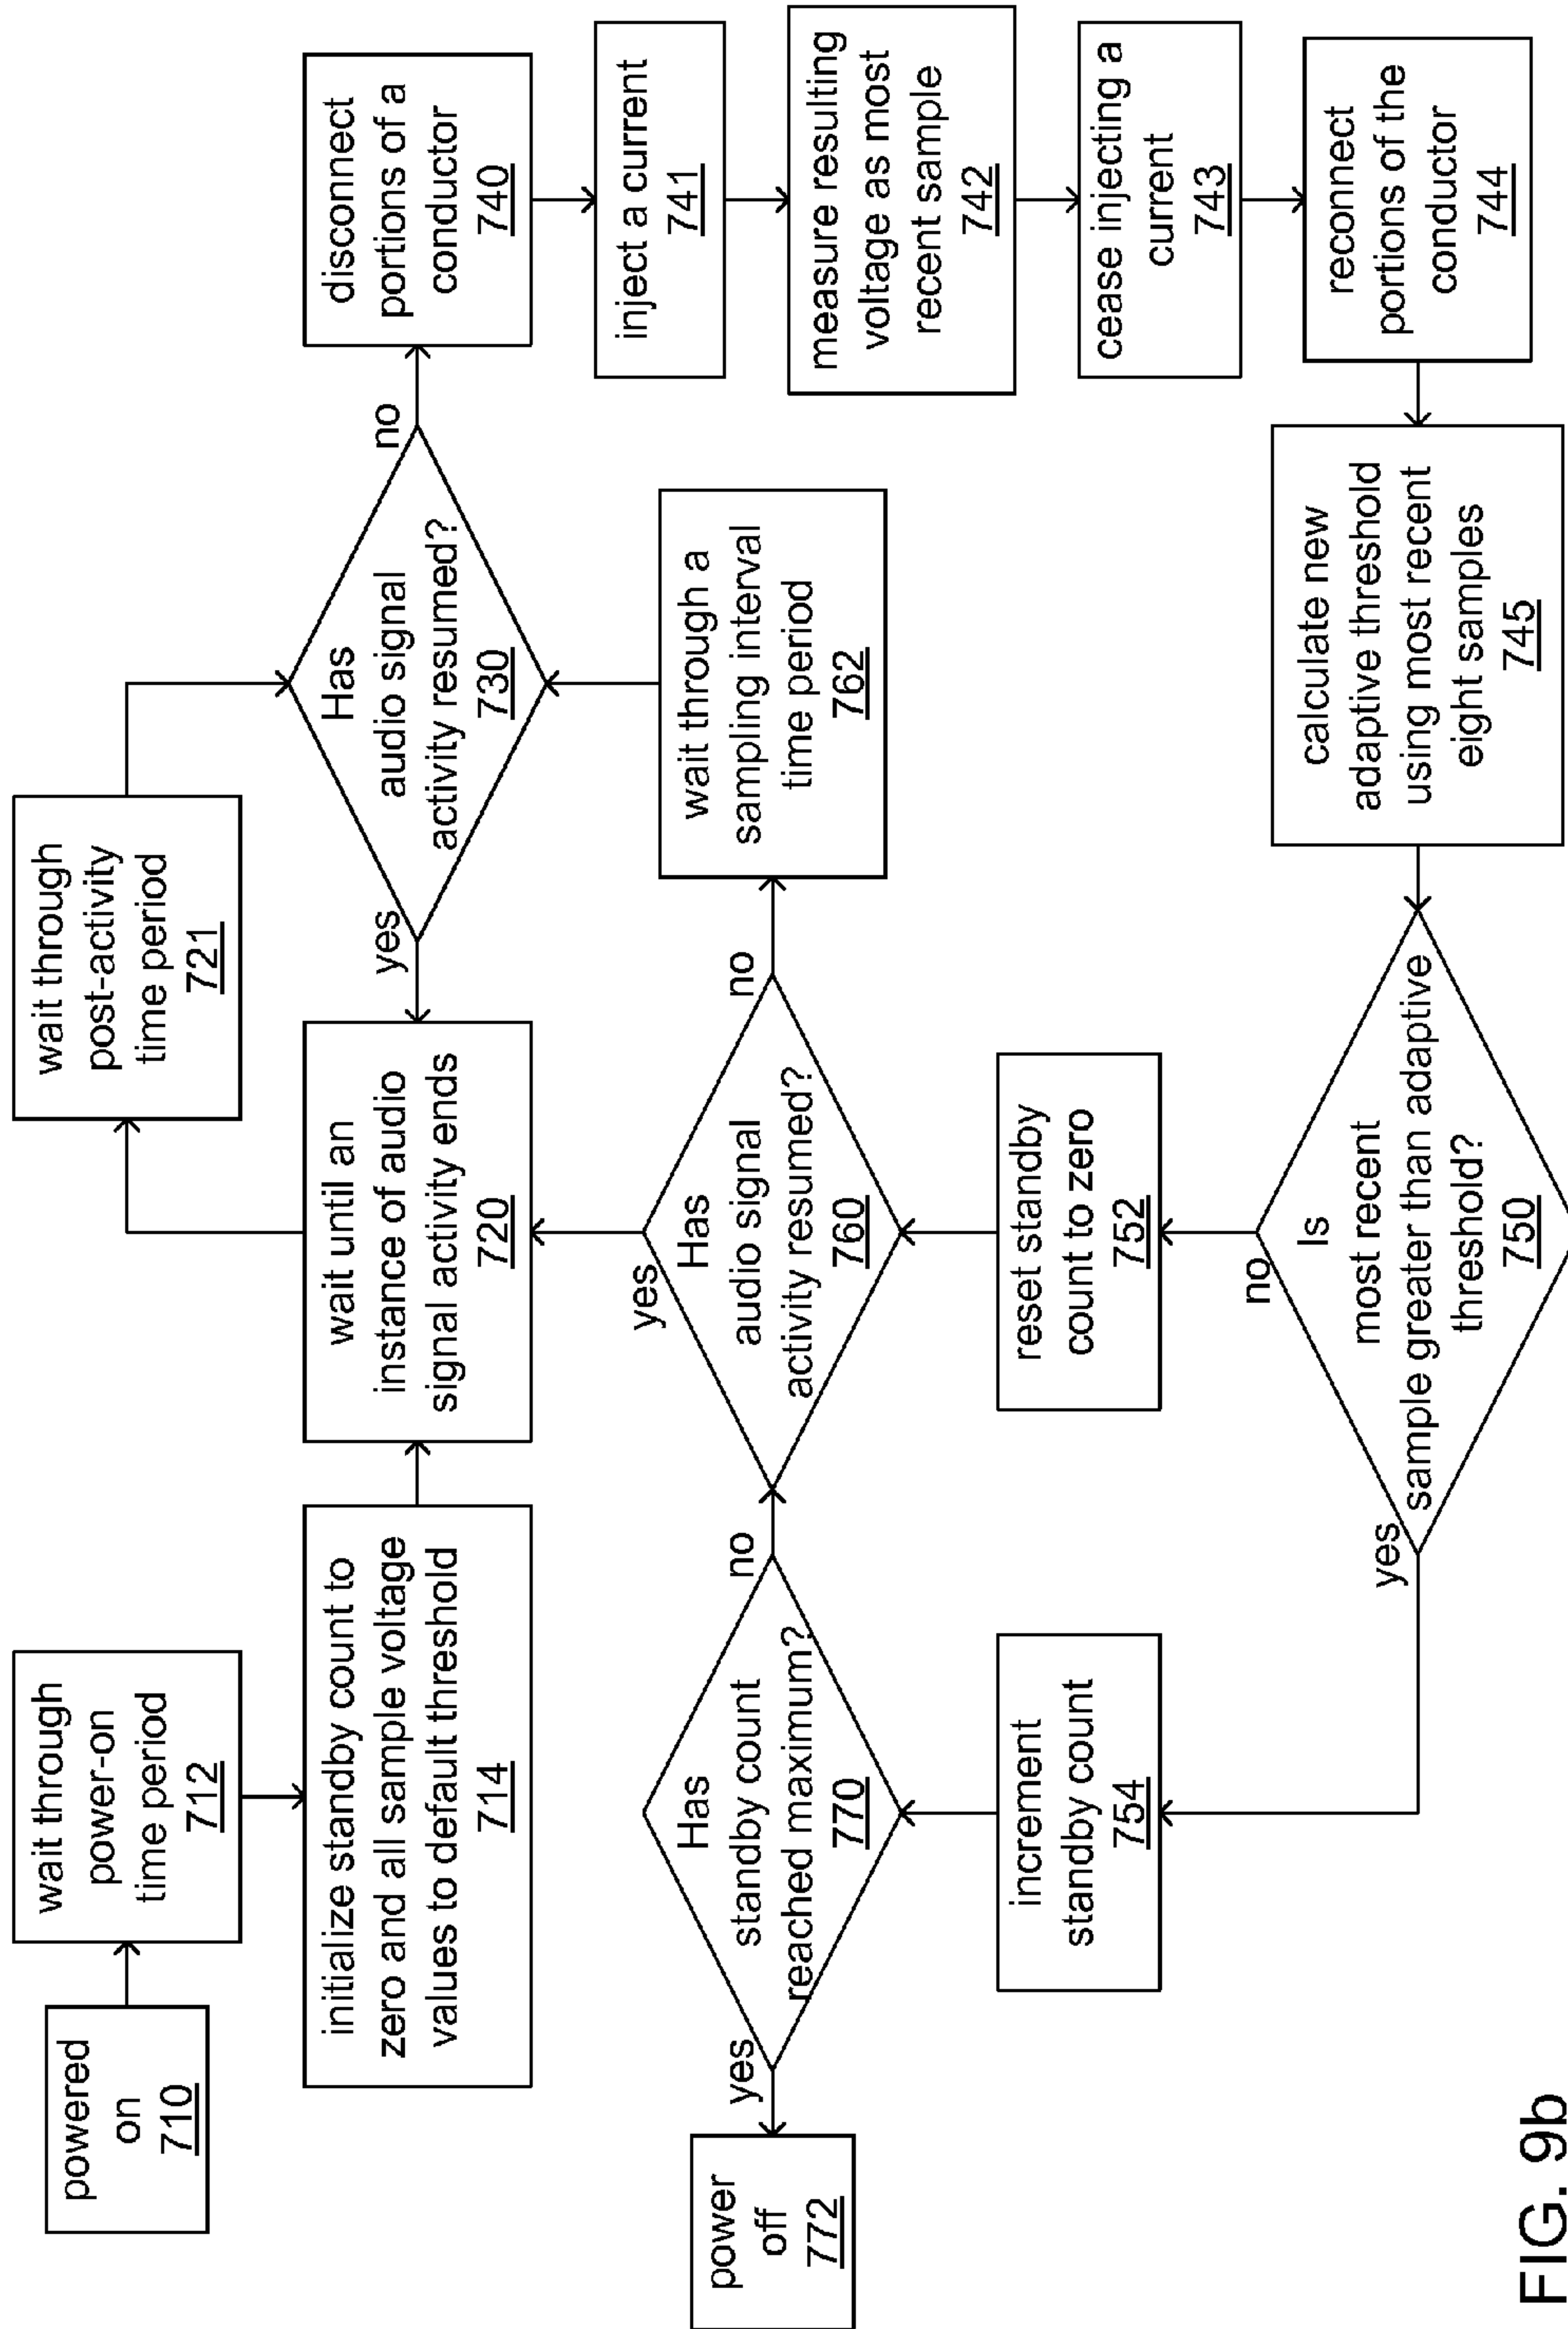 powered
on
710
wait through
power-on
time period
712
initialize standby count to
zero and all sample voltage
values to default threshold
714
wait until an
instance of audio
signal activity ends
720
wait through
post-activity
time period
721
Has
audio signal
activity resumed?
730
yes
no
disconnect
portions of a
conductor
740
inject a current
741
measure resulting
voltage as most
recent sample
742
cease injecting a
current
743
reconnect
portions of the
conductor
744
calculate new
adaptive threshold
using most recent
eight samples
745
Is
most recent
sample greater than adaptive
threshold?
750
no
yes
reset standby
count to zero
752
increment
standby count
754
Has
audio signal
activity resumed?
760
yes
no
wait through a
sampling interval
time period
762
Has
standby count
reached maximum?
770
no
yes
power
off
772
FIG. 9b